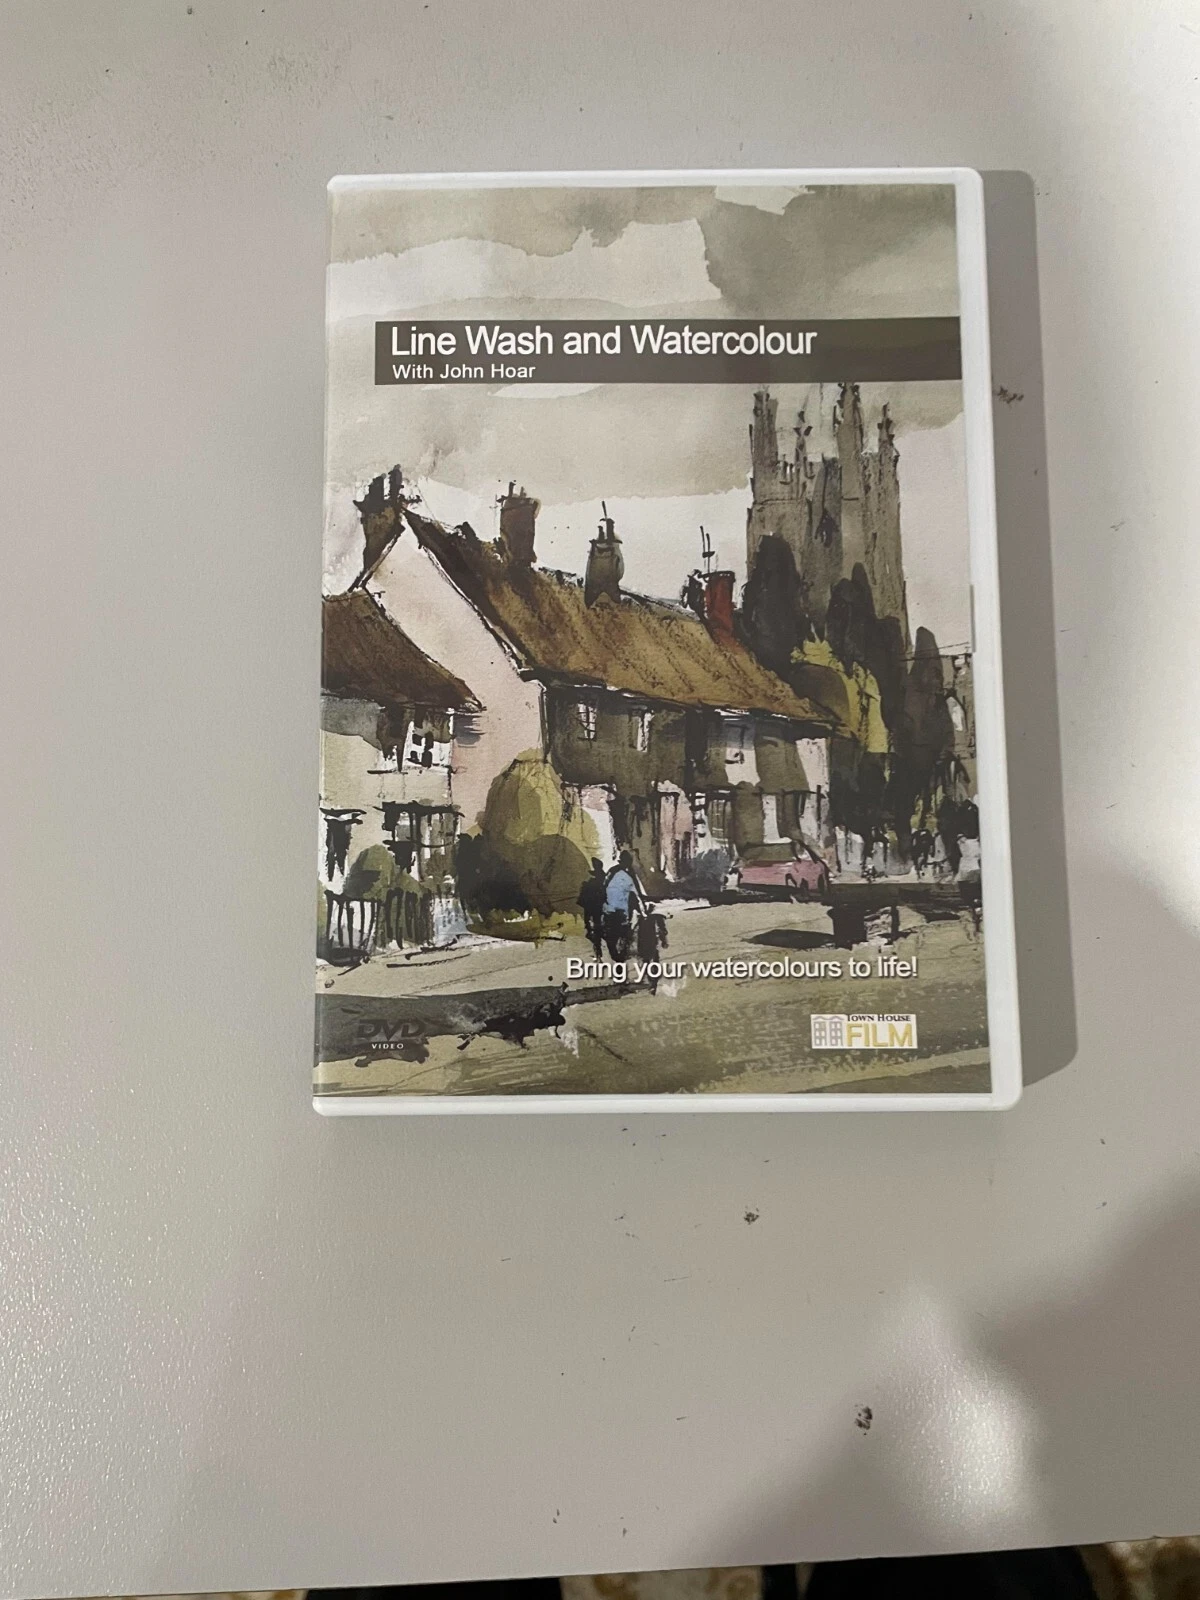 Line Wash and Watercolour
With John Hoar
Bring your watercolours to life!
DVD
VIDEO
TOWN HOUSE
FILM